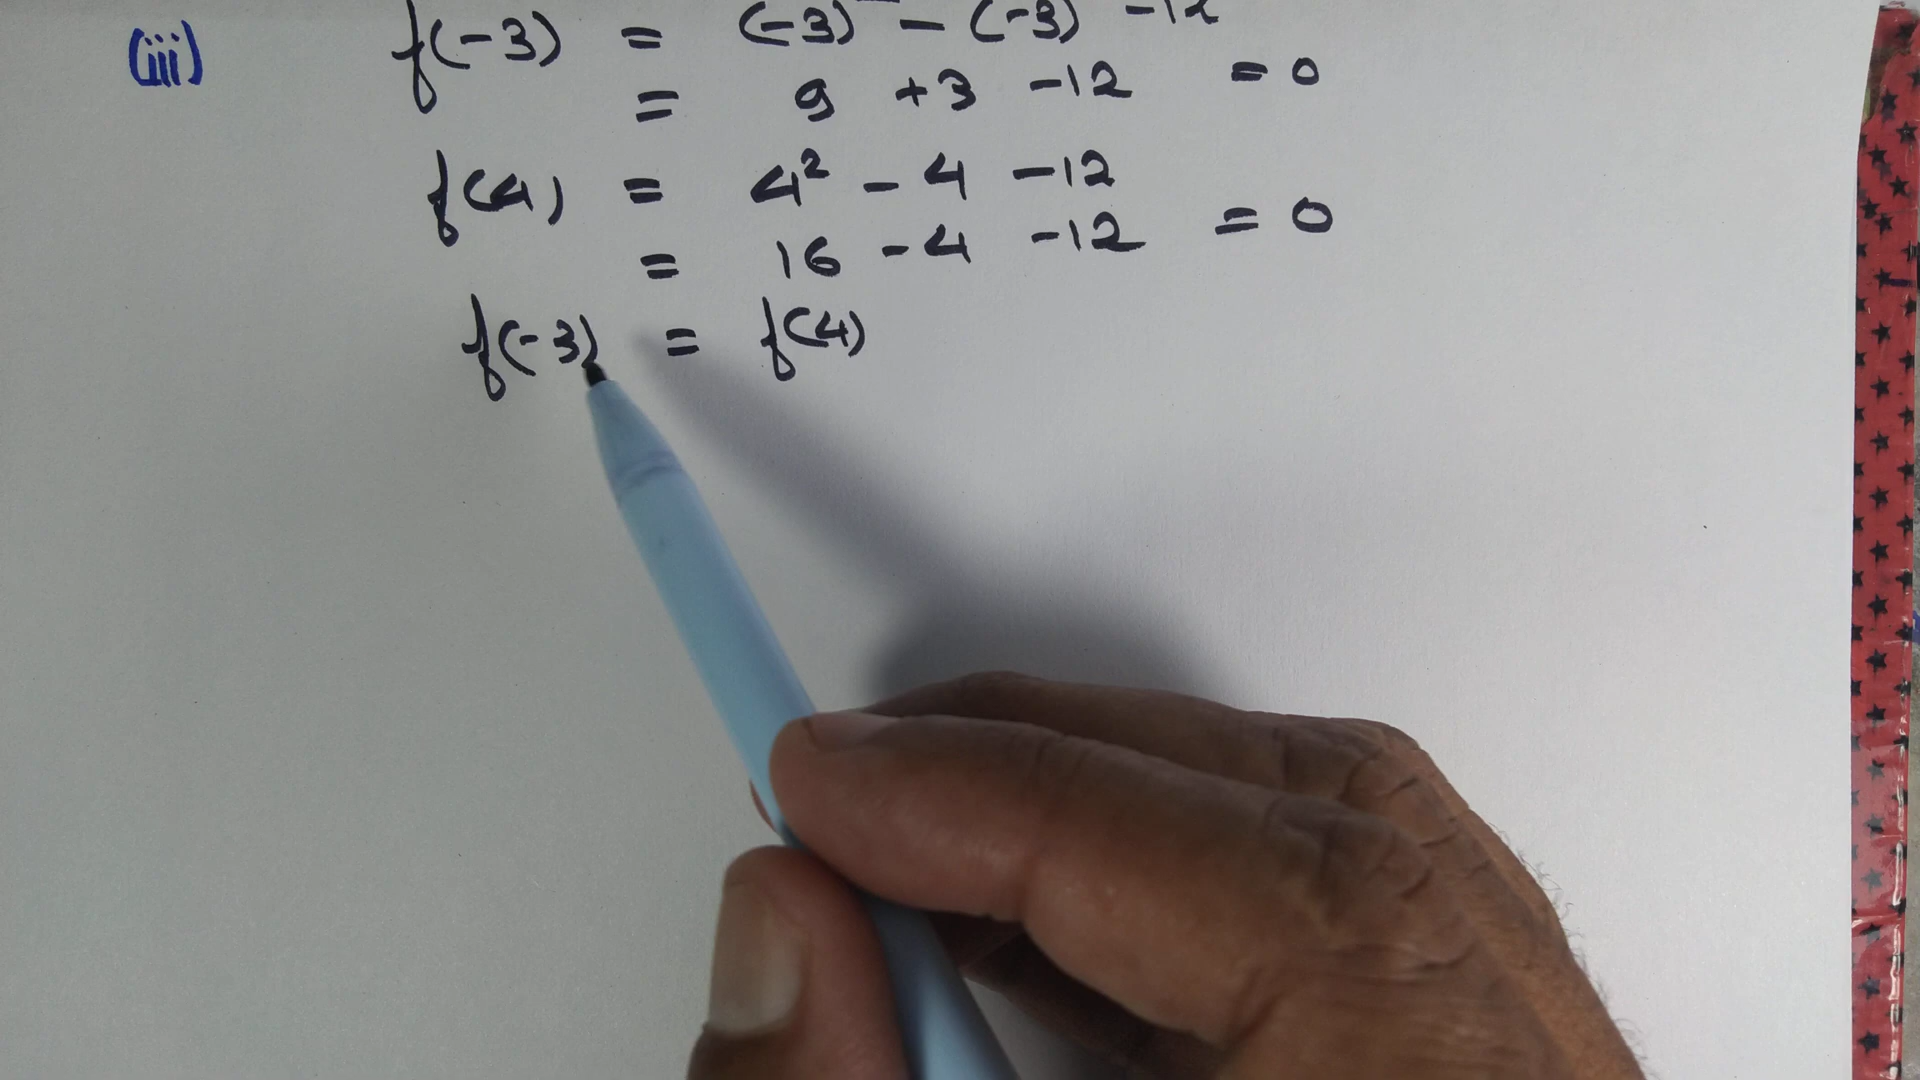 (iii) f(-3) = (-3)² - (-3) -12
= 9 +3 -12 = 0
f(4) = 4² - 4 -12
= 16 - 4 -12 = 0
f(-3) = f(4)